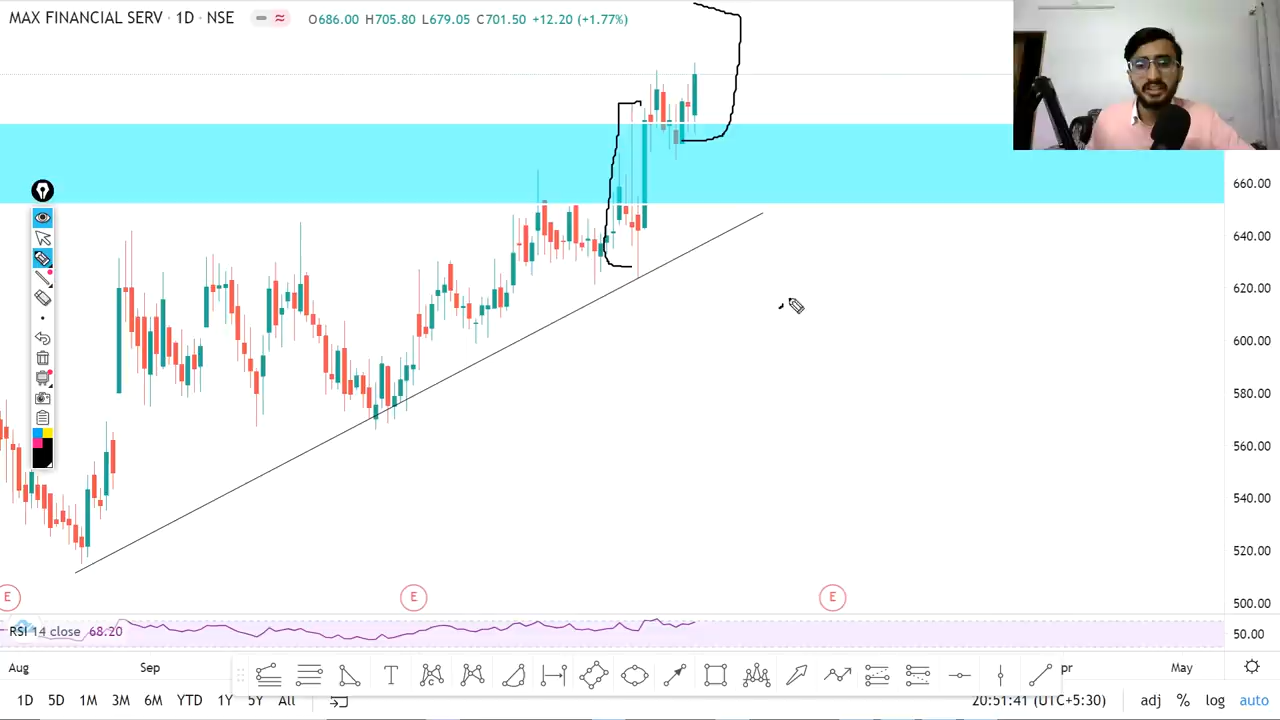 MAX FINANCIAL SERV · 1D · NSE O686.00 H705.80 L679.05 C701.50 +12.20 (+1.77%)
660.00
640.00
620.00
600.00
580.00
560.00
540.00
520.00
500.00
E E E
RSI 14 close 68.20
50.00
Aug Sep pr May
T
1D 5D 1M 3M 6M YTD 1Y 5Y All 20:51:41 (UTC+5:30) adj % log auto